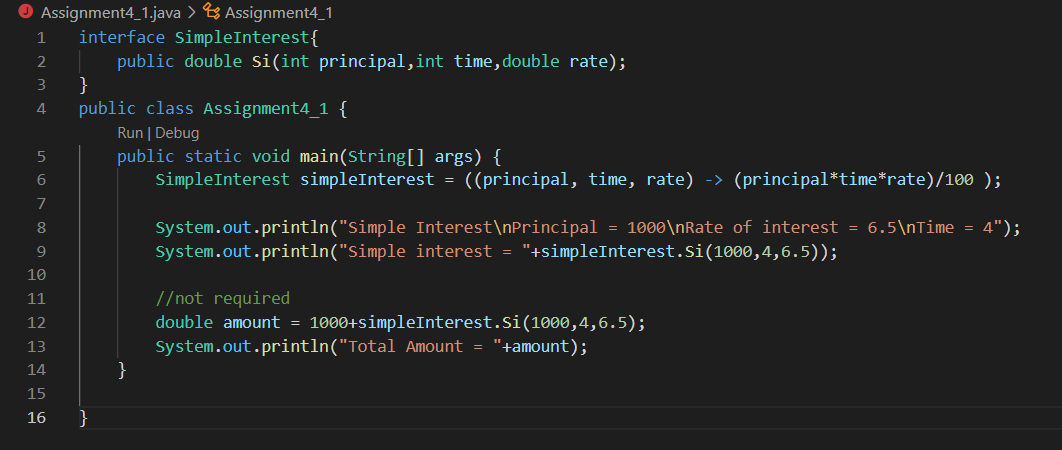 Assignment4_1.java > Assignment4_1
1 interface SimpleInterest{
2     public double Si(int principal,int time,double rate);
3 }
4 public class Assignment4_1 {
Run | Debug
5     public static void main(String[] args) {
6         SimpleInterest simpleInterest = ((principal, time, rate) -> (principal*time*rate)/100 );
7
8         System.out.println("Simple Interest\nPrincipal = 1000\nRate of interest = 6.5\nTime = 4");
9         System.out.println("Simple interest = "+simpleInterest.Si(1000,4,6.5));
10
11         //not required
12         double amount = 1000+simpleInterest.Si(1000,4,6.5);
13         System.out.println("Total Amount = "+amount);
14     }
15
16 }